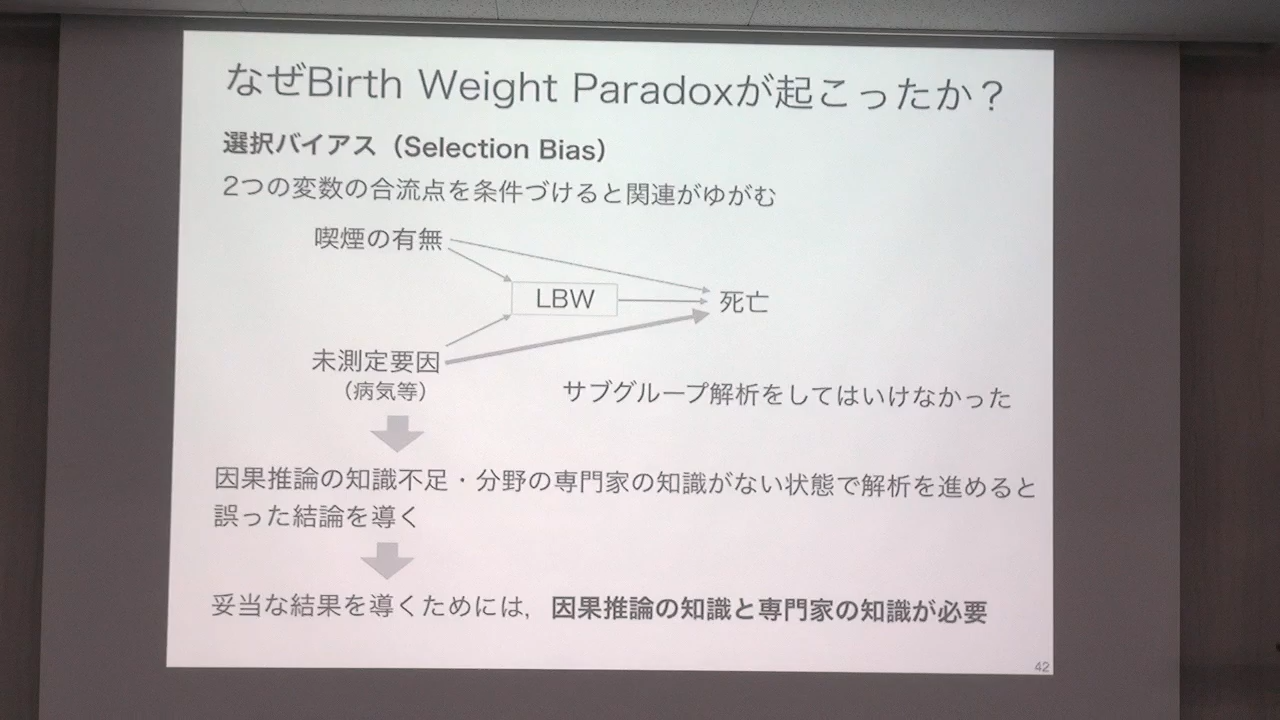 なぜBirth Weight Paradoxが起こったか？
選択バイアス（Selection Bias）
2つの変数の合流点を条件づけると関連がゆがむ
喫煙の有無
LBW
死亡
未測定要因
（病気等）
サブグループ解析をしてはいけなかった
因果推論の知識不足・分野の専門家の知識がない状態で解析を進めると
誤った結論を導く
妥当な結果を導くためには，因果推論の知識と専門家の知識が必要
42